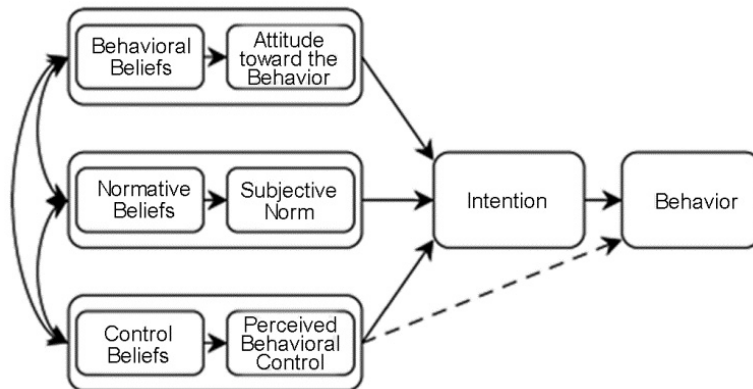 Behavioral
Beliefs
Attitude
toward the
Behavior
Normative
Beliefs
Subjective
Norm
Control
Beliefs
Perceived
Behavioral
Control
Intention
Behavior